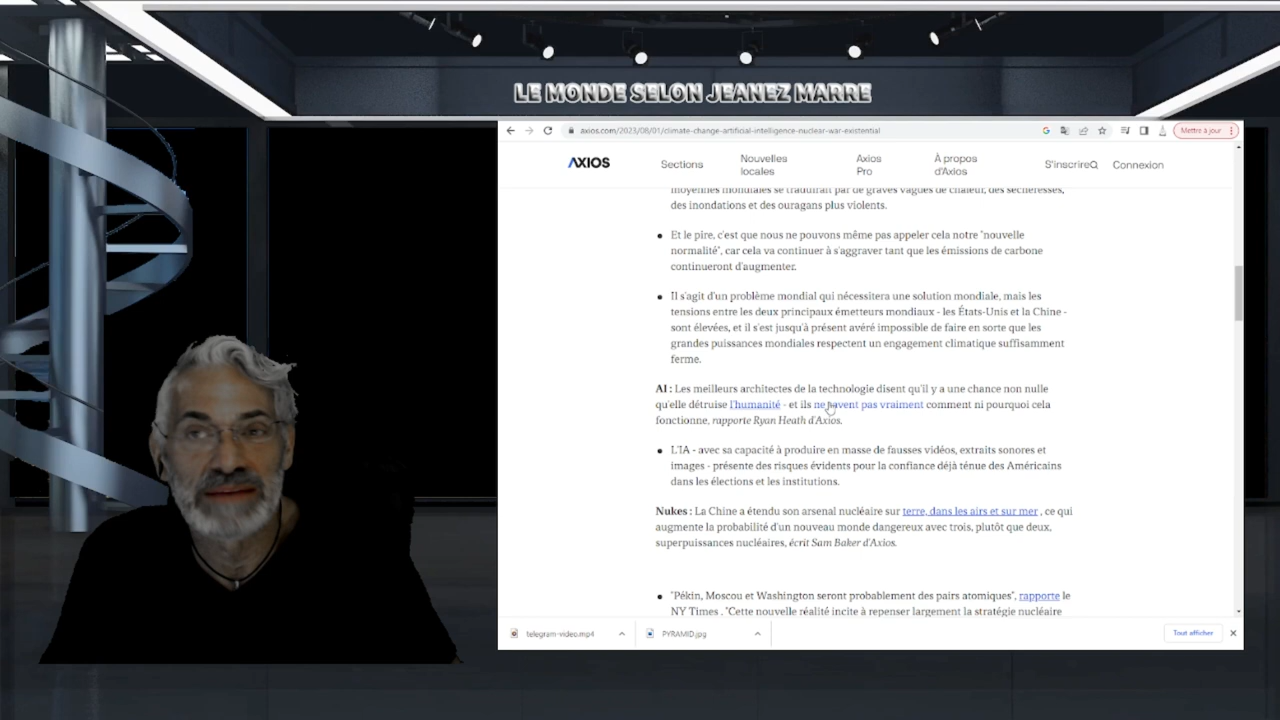 LE MONDE SELON JEANEZ MARRE
axios.com/2023/08/01/climate-change-artificial-intelligence-nuclear-war-existential
Mettre à jour
AXIOS
Sections
Nouvelles
locales
Axios
Pro
À propos
d'Axios
S'inscrire
Connexion
moyennes mondiales se traduirait par de graves vagues de chaleur, des sécheresses,
des inondations et des ouragans plus violents.
Et le pire, c'est que nous ne pouvons même pas appeler cela notre "nouvelle
normalité", car cela va continuer à s'aggraver tant que les émissions de carbone
continueront d'augmenter.
Il s'agit d'un problème mondial qui nécessitera une solution mondiale, mais les
tensions entre les deux principaux émetteurs mondiaux - les États-Unis et la Chine -
sont élevées, et il s'est jusqu'à présent avéré impossible de faire en sorte que les
grandes puissances mondiales respectent un engagement climatique suffisamment
ferme.
AI : Les meilleurs architectes de la technologie disent qu'il y a une chance non nulle
qu'elle détruise l'humanité - et ils ne savent pas vraiment comment ni pourquoi cela
fonctionne, rapporte Ryan Heath d'Axios.
L'IA - avec sa capacité à produire en masse de fausses vidéos, extraits sonores et
images - présente des risques évidents pour la confiance déjà ténue des Américains
dans les élections et les institutions.
Nukes : La Chine a étendu son arsenal nucléaire sur terre, dans les airs et sur mer , ce qui
augmente la probabilité d'un nouveau monde dangereux avec trois, plutôt que deux,
superpuissances nucléaires, écrit Sam Baker d'Axios.
"Pékin, Moscou et Washington seront probablement des pairs atomiques", rapporte le
NY Times . "Cette nouvelle réalité incite à repenser largement la stratégie nucléaire
telegram-video.mp4
PYRAMID.jpg
Tout afficher